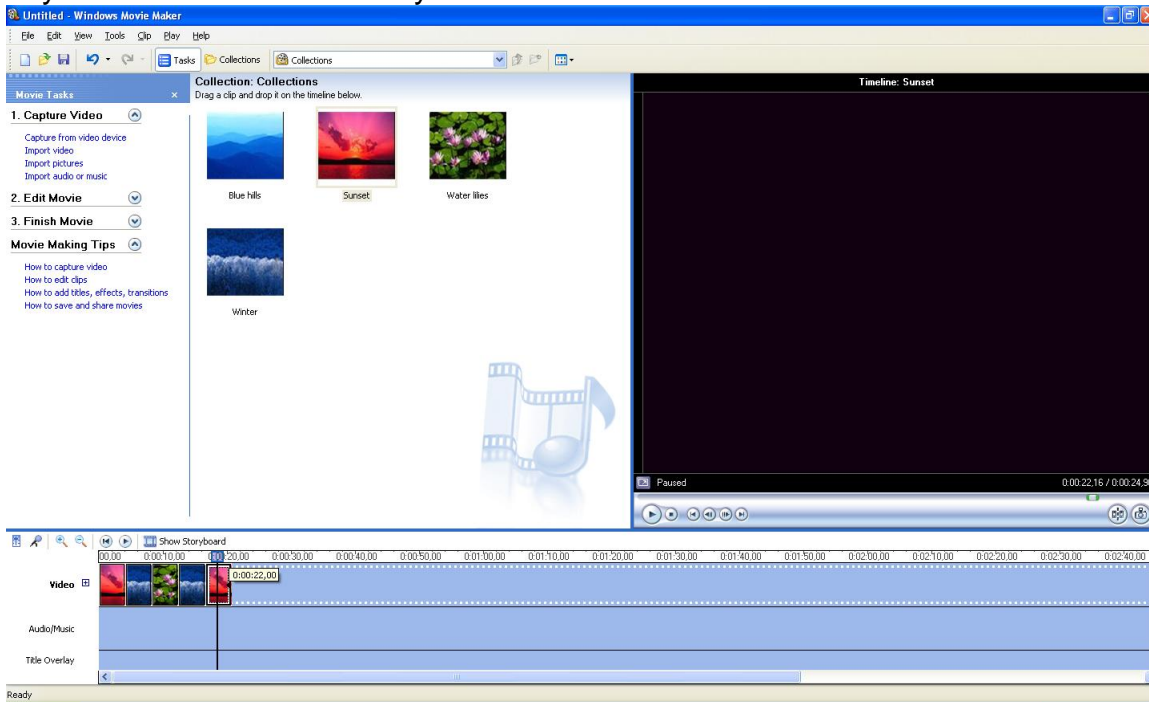 Untitled - Windows Movie Maker
File Edit View Tools Clip Play Help
Tasks Collections Collections
Movie Tasks
Collection: Collections
Drag a clip and drop it on the timeline below.
Timeline: Sunset
1. Capture Video
Capture from video device
Import video
Import pictures
Import audio or music
2. Edit Movie
3. Finish Movie
Movie Making Tips
How to capture video
How to edit clips
How to add titles, effects, transitions
How to save and share movies
Blue hills Sunset Water lilies
Winter
Paused
0:00:22,16 / 0:00:24,9
Show Storyboard
00,00 0:00:10,00 20,00 0:00:30,00 0:00:40,00 0:00:50,00 0:01:00,00 0:01:10,00 0:01:20,00 0:01:30,00 0:01:40,00 0:01:50,00 0:02:00,00 0:02:10,00 0:02:20,00 0:02:30,00 0:02:40,00
0:00:22,00
Video
Audio/Music
Title Overlay
Ready